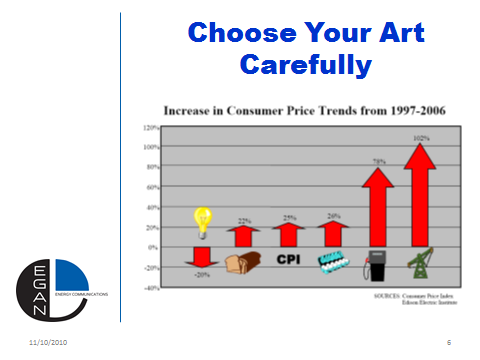 Choose Your Art
Carefully
Increase in Consumer Price Trends from 1997-2006
120%
100%
80%
60%
40%
20%
0%
-20%
-40%
-20%
22%
25%
26%
78%
102%
CPI
SOURCES: Consumer Price Index
Edison Electric Institute
EGAN
ENERGY COMMUNICATIONS
11/10/2010
6